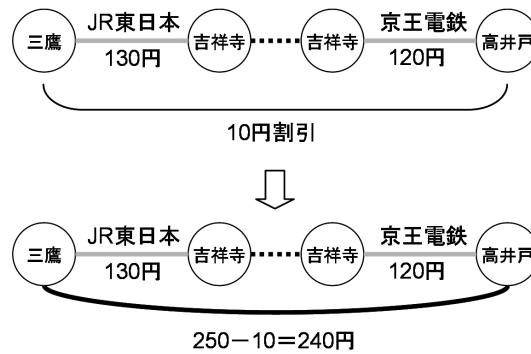 JR東日本 京王電鉄
三鷹 吉祥寺 吉祥寺 高井戸
130円 120円
10円割引
JR東日本 京王電鉄
三鷹 吉祥寺 吉祥寺 高井戸
130円 120円
250－10＝240円